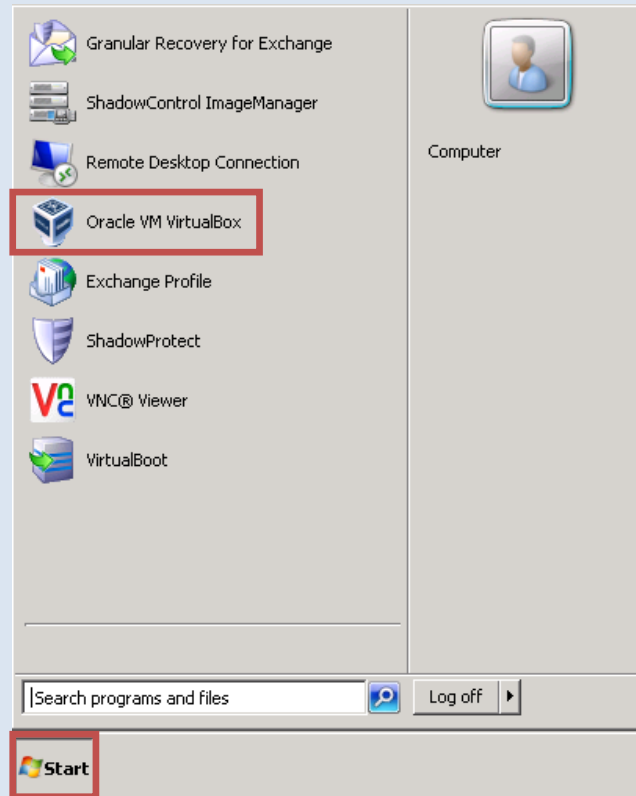 Granular Recovery for Exchange
ShadowControl ImageManager
Remote Desktop Connection
Oracle VM VirtualBox
Exchange Profile
ShadowProtect
VNC® Viewer
VirtualBoot
Computer
Search programs and files
Log off
Start